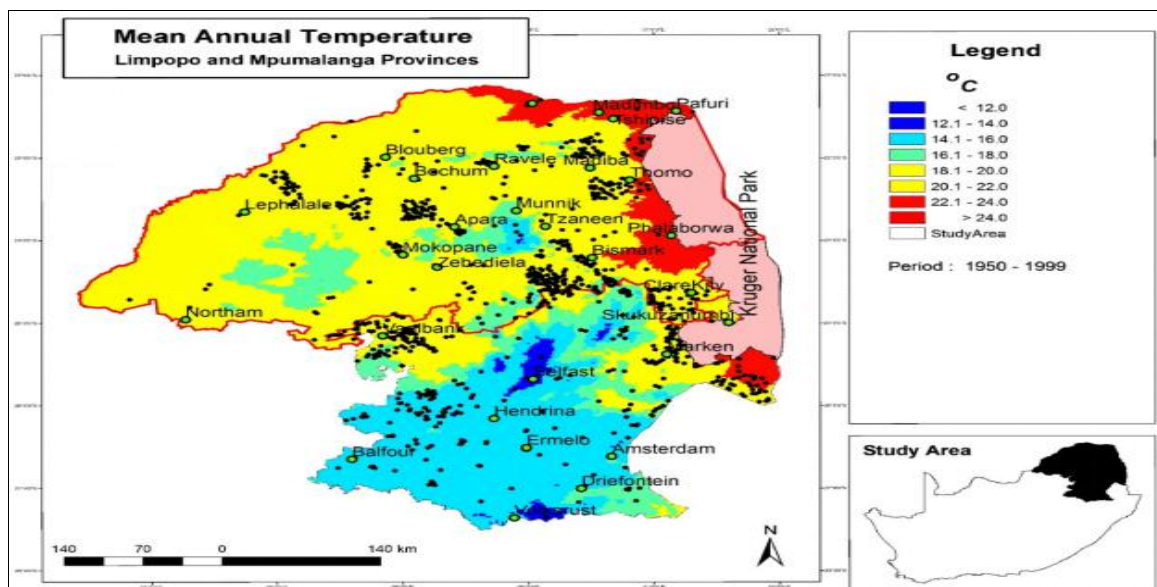 Mean Annual Temperature
Limpopo and Mpumalanga Provinces
Legend
°C
< 12.0
12.1 - 14.0
14.1 - 16.0
16.1 - 18.0
18.1 - 20.0
20.1 - 22.0
22.1 - 24.0
> 24.0
StudyArea
Period : 1950 - 1999
Madimbo
Pafuri
Tshipise
Blouberg
Ravele
Bochum
Thomo
Lephalale
Munnik
Apara
Tzaneen
Phalaborwa
Mokopane
Bismark
Zebediela
Kruger National Park
Northam
Belfast
Hendrina
Ermelo
Balfour
Amsterdam
Driefontein
140
70
0
140 km
N
Study Area